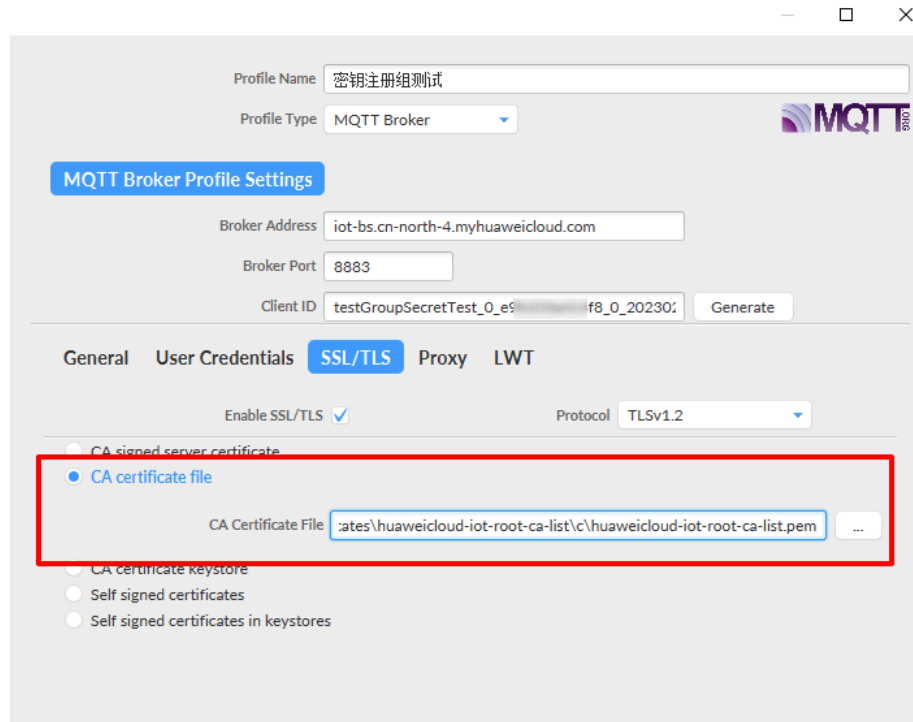 Profile Name 密钥注册组测试
Profile Type MQTT Broker
MQTT.ORG
MQTT Broker Profile Settings
Broker Address iot-bs.cn-north-4.myhuaweicloud.com
Broker Port 8883
Client ID testGroupSecretTest_0_e9 f8_0_20230 Generate
General User Credentials SSL/TLS Proxy LWT
Enable SSL/TLS Protocol TLSv1.2
CA signed server certificate
CA certificate file
CA Certificate File :ates\huaweicloud-iot-root-ca-list\c\huaweicloud-iot-root-ca-list.pem ...
CA certificate keystore
Self signed certificates
Self signed certificates in keystores